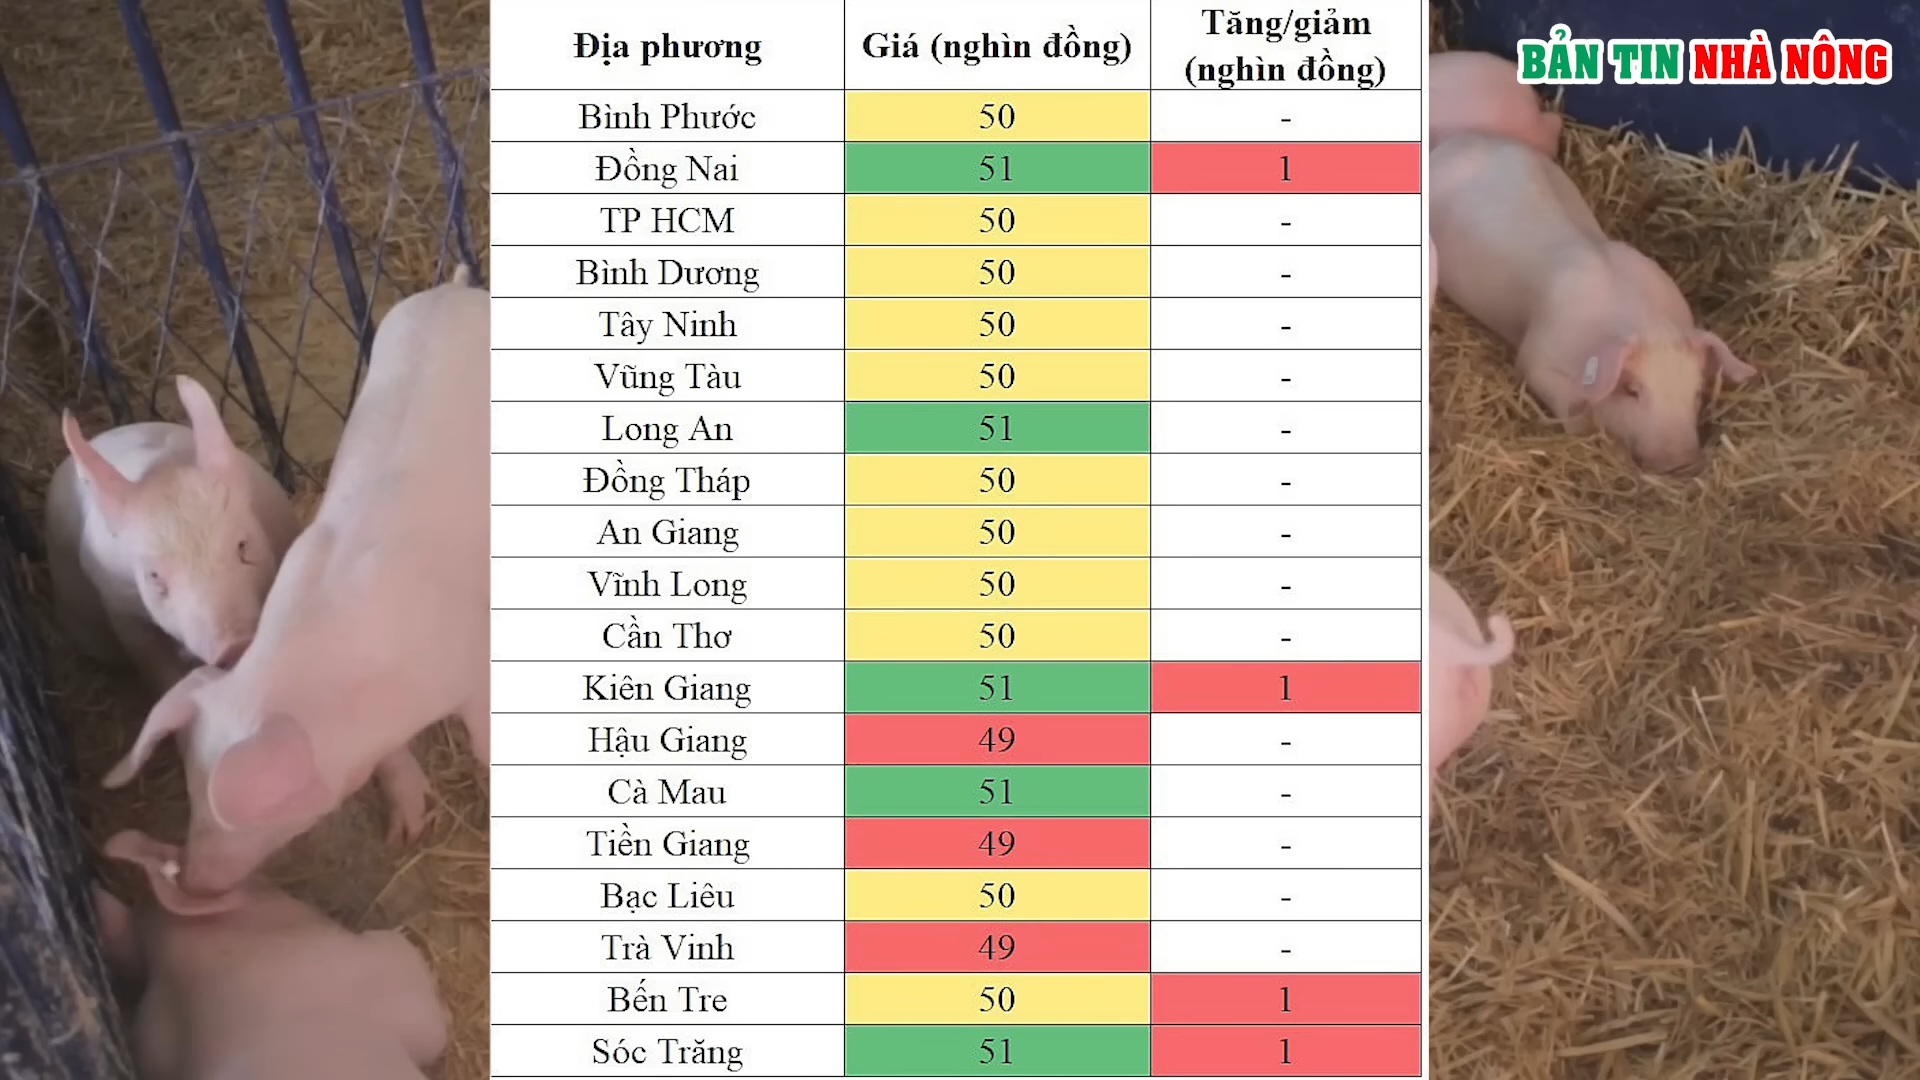 BẢN TIN NHÀ NÔNG
Địa phương Giá (nghìn đồng) Tăng/giảm
(nghìn đồng)
Bình Phước 50 -
Đồng Nai 51 1
TP HCM 50 -
Bình Dương 50 -
Tây Ninh 50 -
Vũng Tàu 50 -
Long An 51 -
Đồng Tháp 50 -
An Giang 50 -
Vĩnh Long 50 -
Cần Thơ 50 -
Kiên Giang 51 1
Hậu Giang 49 -
Cà Mau 51 -
Tiền Giang 49 -
Bạc Liêu 50 -
Trà Vinh 49 -
Bến Tre 50 1
Sóc Trăng 51 1